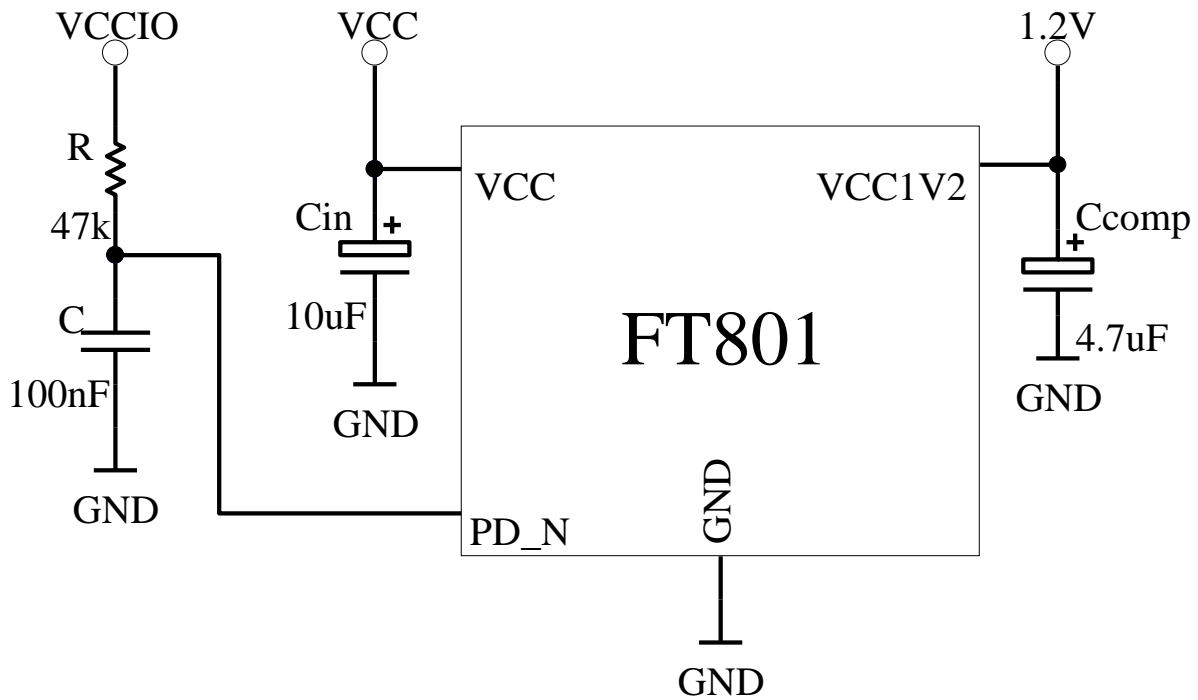 VCCIO
VCC
1.2V
R
47k
C
100nF
GND
Cin
+
10uF
GND
VCC
VCC1V2
FT801
PD_N
GND
GND
+
Ccomp
4.7uF
GND